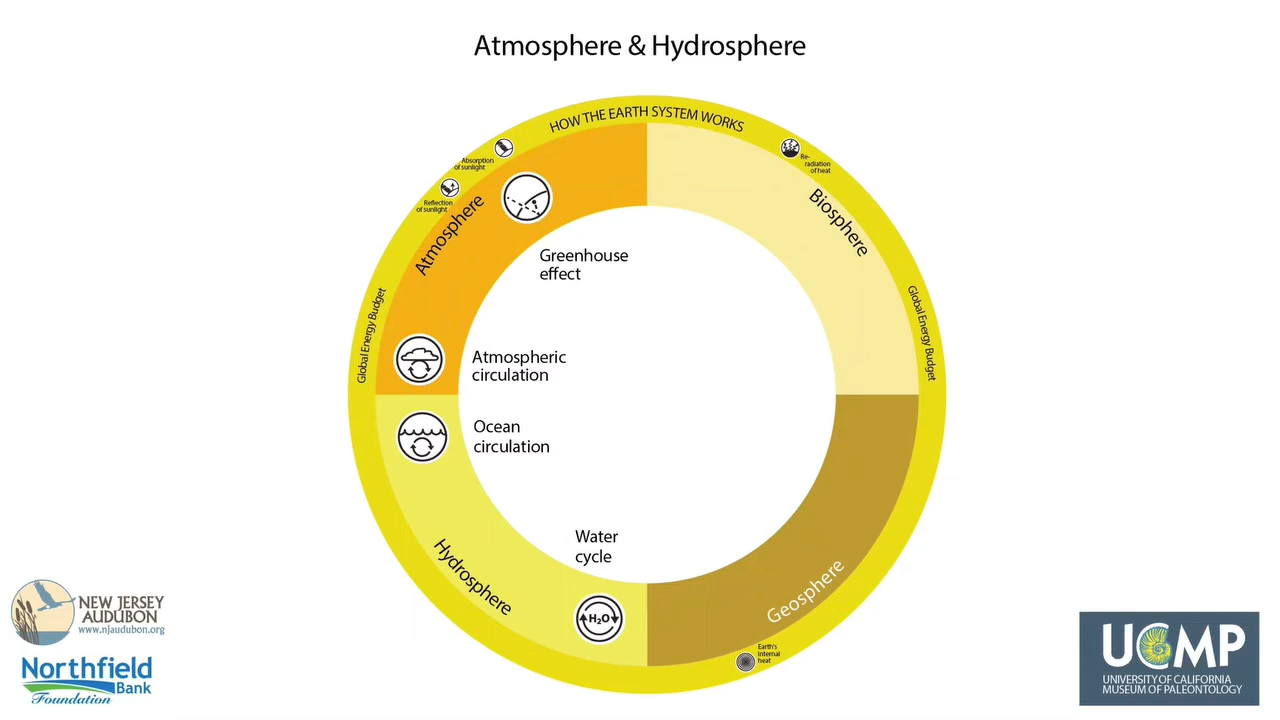 Atmosphere & Hydrosphere
HOW THE EARTH SYSTEM WORKS
Absorption
of sunlight
Reflection
of sunlight
Re-
radiation
of heat
Atmosphere
Biosphere
Greenhouse
effect
Global Energy Budget
Global Energy Budget
Atmospheric
circulation
Ocean
circulation
Water
cycle
Hydrosphere
Geosphere
H₂O
Earth's
internal
heat
NEW JERSEY
AUDUBON
www.njaudubon.org
Northfield
Bank
Foundation
UCMP
UNIVERSITY OF CALIFORNIA
MUSEUM OF PALEONTOLOGY